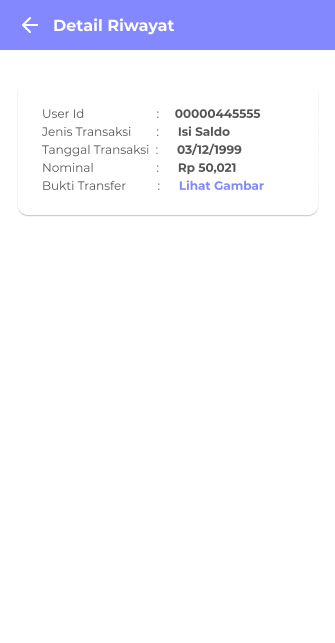 Detail Riwayat
User Id : 00000445555
Jenis Transaksi : Isi Saldo
Tanggal Transaksi : 03/12/1999
Nominal : Rp 50,021
Bukti Transfer : Lihat Gambar